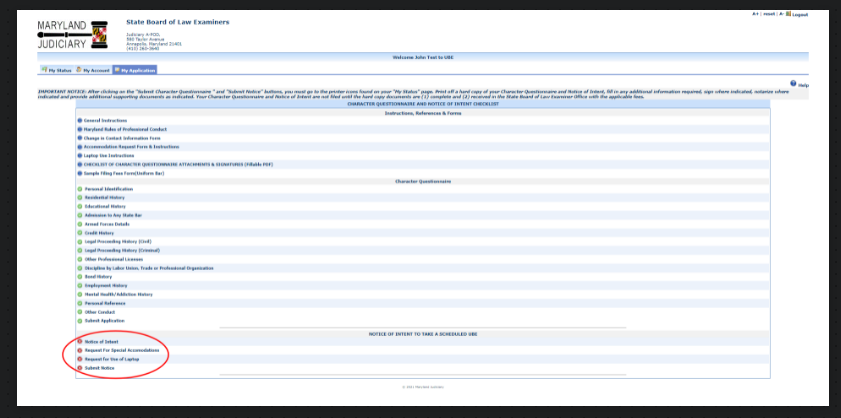 A+ | reset | A- Logout
MARYLAND
JUDICIARY
State Board of Law Examiners
Judiciary A-POD,
580 Taylor Avenue
Annapolis, Maryland 21401
(410) 260-3640
Welcome John Test to UBE
My Status My Account My Application
Help
IMPORTANT NOTICE: After clicking on the "Submit Character Questionnaire " and "Submit Notice" buttons, you must go to the printer icons found on your "My Status" page. Print off a hard copy of your Character Questionnaire and Notice of Intent, fill in any additional information required, sign where indicated, notarize where
indicated and provide additional supporting documents as indicated. Your Character Questionnaire and Notice of Intent are not filed until the hard copy documents are (1) complete and (2) received in the State Board of Law Examiner Office with the applicable fees.
CHARACTER QUESTIONNAIRE AND NOTICE OF INTENT CHECKLIST
Instructions, References & Forms
General Instructions
Maryland Rules of Professional Conduct
Change in Contact Information Form
Accommodation Request Form & Instructions
Laptop Use Instructions
CHECKLIST OF CHARACTER QUESTIONNAIRE ATTACHMENTS & SIGNATURES (Fillable PDF)
Sample Filing Fees Form(Uniform Bar)
Character Questionnaire
Personal Identification
Residential History
Educational History
Admission to Any State Bar
Armed Forces Details
Credit History
Legal Proceeding History (Civil)
Legal Proceeding History (Criminal)
Other Professional Licenses
Discipline by Labor Union, Trade or Professional Organization
Bond History
Employment History
Mental Health/Addiction History
Personal Reference
Other Conduct
Submit Application
NOTICE OF INTENT TO TAKE A SCHEDULED UBE
Notice of Intent
Request For Special Accomodations
Request for Use of Laptop
Submit Notice
Maryland Judiciary